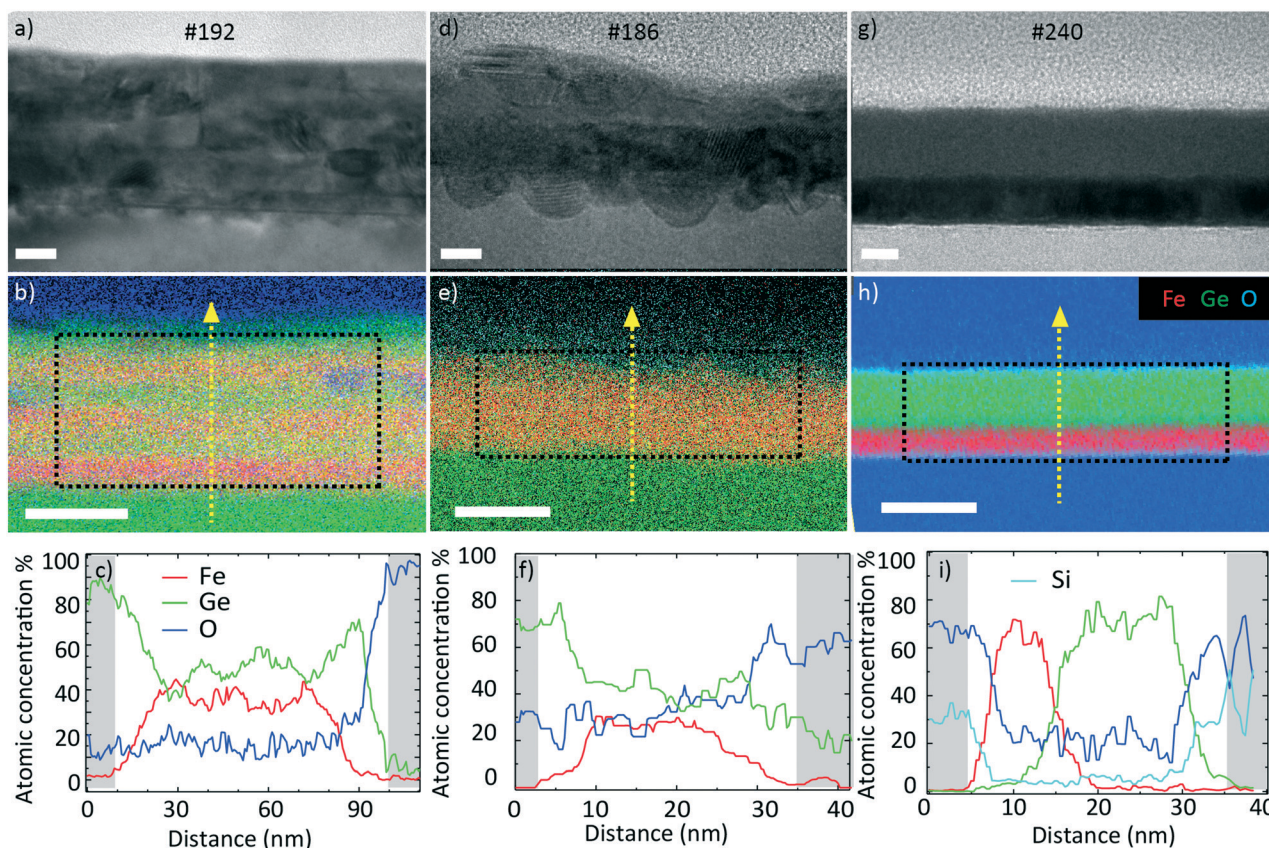 a) #192
d) #186
g) #240
b)
e)
h) Fe Ge O
Atomic concentration %
100
80
60
40
20
0
c)
Fe
Ge
O
0 30 60 90
Distance (nm)
Atomic concentration %
100
80
60
40
20
0
f)
0 10 20 30 40
Distance (nm)
Atomic concentration %
100
80
60
40
20
0
i)
Si
0 10 20 30 40
Distance (nm)